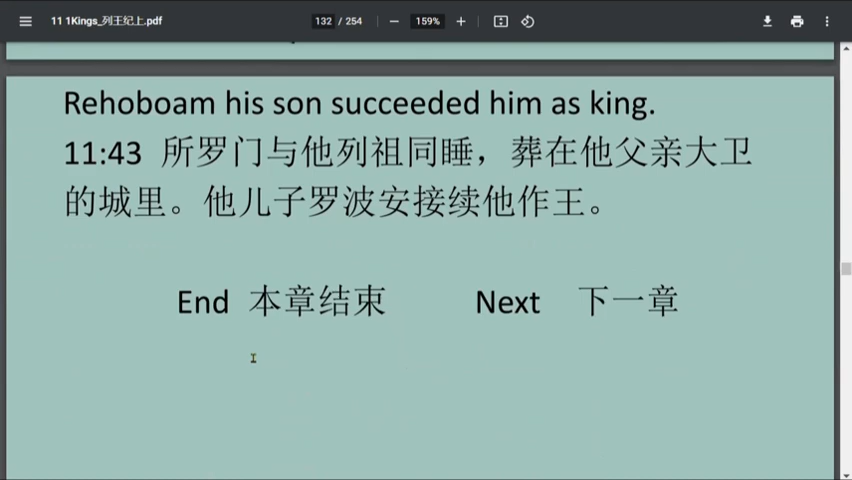 11 1Kings_列王纪上.pdf
132 / 254
159%
Rehoboam his son succeeded him as king.
11:43 所罗门与他列祖同睡，葬在他父亲大卫
的城里。他儿子罗波安接续他作王。
End 本章结束 Next 下一章